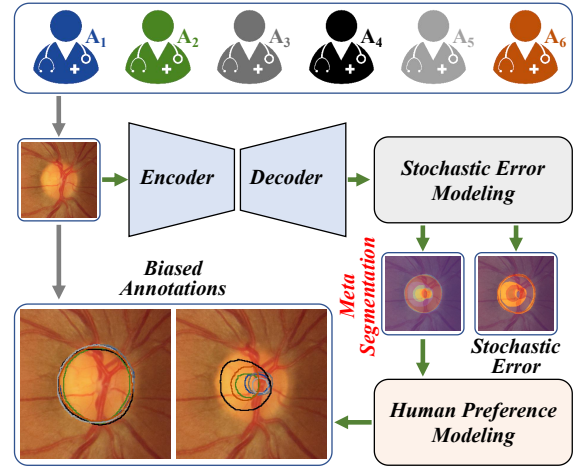 A1
A2
A3
A4
A5
A6
Encoder
Decoder
Stochastic Error
Modeling
Biased
Annotations
Meta
Segmentation
Stochastic
Error
Human Preference
Modeling